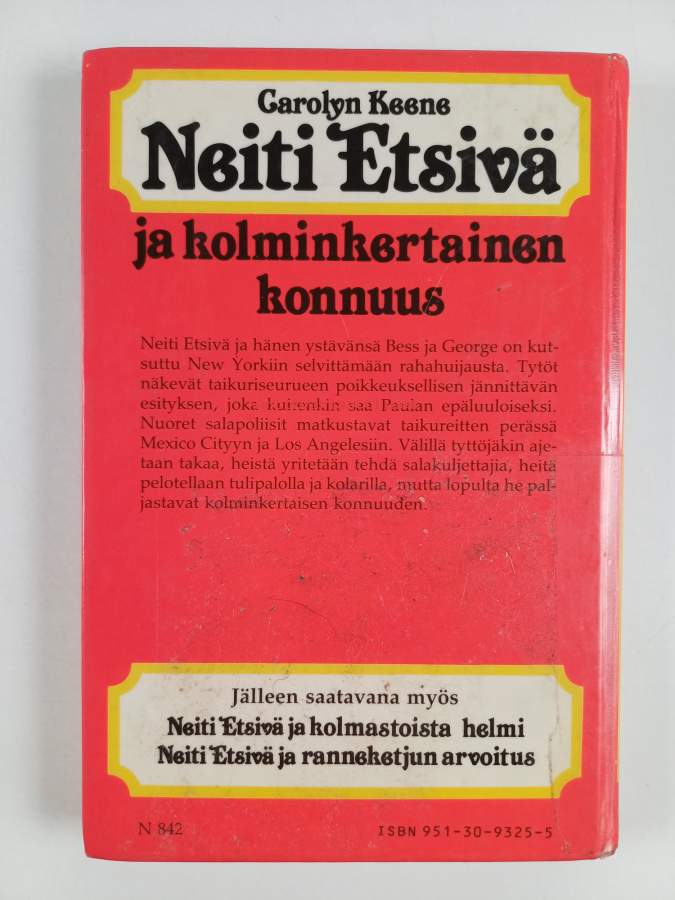 Carolyn Keene
Neiti Etsivä
ja kolminkertainen
konnuus
Neiti Etsivä ja hänen ystävänsä Bess ja George on kut-
suttu New Yorkiin selvittämään rahahuijausta. Tytöt
näkevät taikuriseurueen poikkeuksellisen jännittävän
esityksen, joka kuitenkin saa Paulan epäluuloiseksi.
Nuoret salapoliisit matkustavat taikureitten perässä
Mexico Cityyn ja Los Angelesiin. Välillä tyttöjäkin aje-
taan takaa, heistä yritetään tehdä salakuljettajia, heitä
pelotellaan tulipalolla ja kolarilla, mutta lopulta he pal-
jastavat kolminkertaisen konnuuden.
Jälleen saatavana myös
Neiti Etsivä ja kolmastoista helmi
Neiti Etsivä ja ranneketjun arvoitus
N 842
ISBN 951-30-9325-5